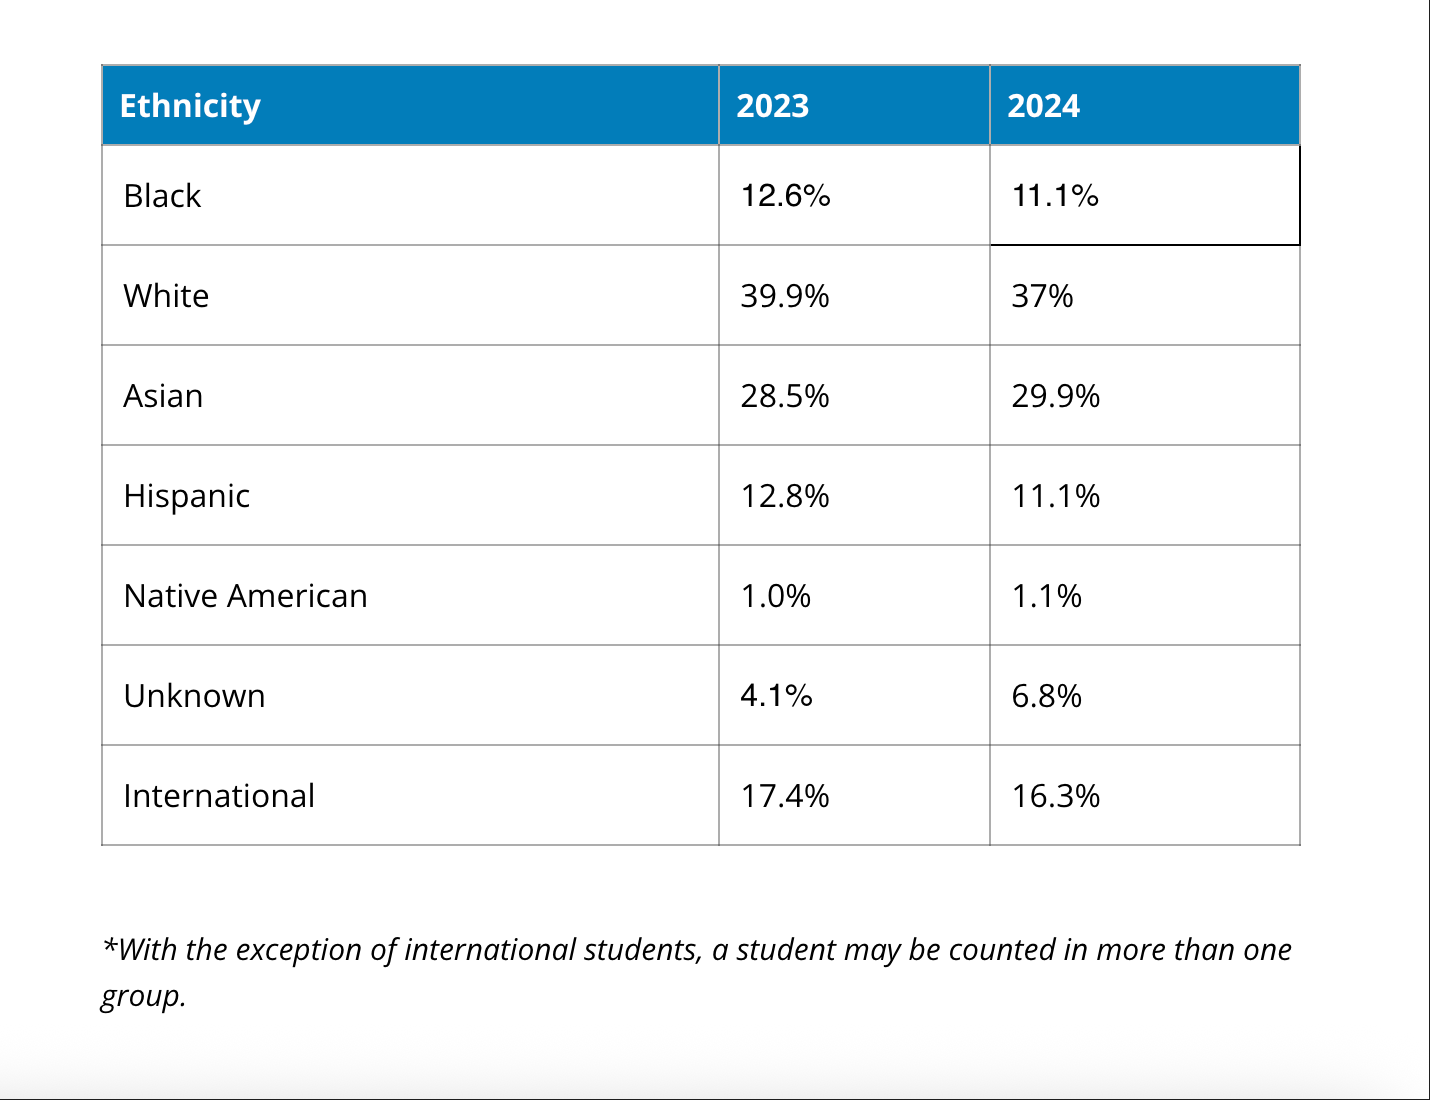 Ethnicity 2023 2024
Black 12.6% 11.1%
White 39.9% 37%
Asian 28.5% 29.9%
Hispanic 12.8% 11.1%
Native American 1.0% 1.1%
Unknown 4.1% 6.8%
International 17.4% 16.3%
*With the exception of international students, a student may be counted in more than one
group.